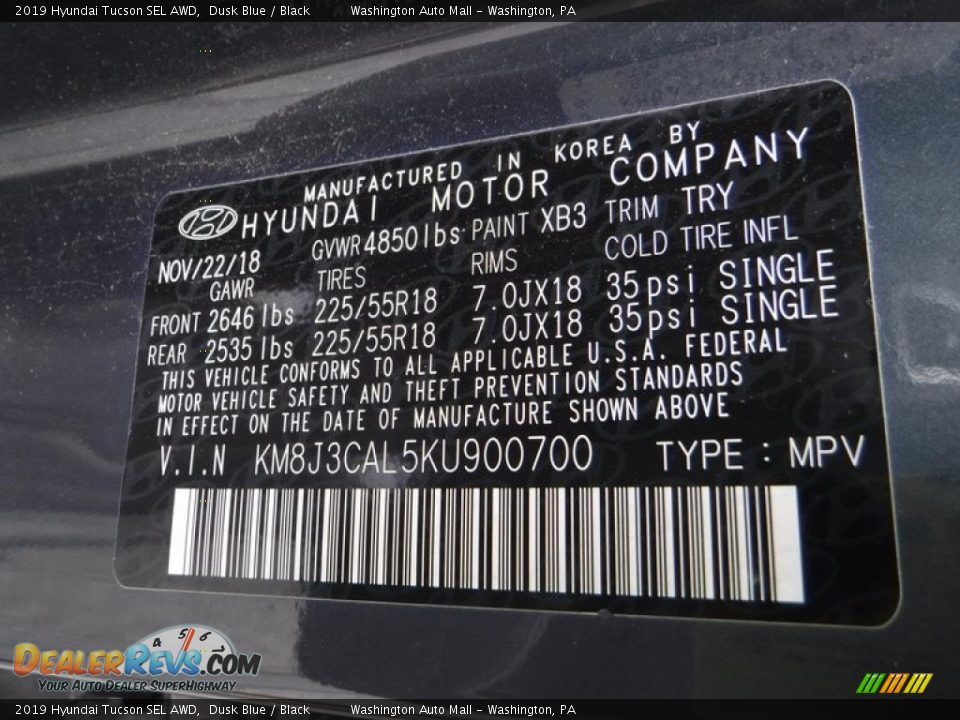 2019 Hyundai Tucson SEL AWD, Dusk Blue / Black Washington Auto Mall - Washington, PA
MANUFACTURED IN KOREA BY
HYUNDAI MOTOR COMPANY
NOV/22/18 GVWR 4850lbs PAINT XB3 TRIM TRY
GAWR TIRES RIMS COLD TIRE INFL
FRONT 2646 lbs 225/55R18 7.0JX18 35psi SINGLE
REAR 2535 lbs 225/55R18 7.0JX18 35psi SINGLE
THIS VEHICLE CONFORMS TO ALL APPLICABLE U.S.A. FEDERAL
MOTOR VEHICLE SAFETY AND THEFT PREVENTION STANDARDS
IN EFFECT ON THE DATE OF MANUFACTURE SHOWN ABOVE
V.I.N KM8J3CAL5KU900700 TYPE : MPV
4 5 6 7
DEALERREVS.COM
YOUR AUTO DEALER SUPERHIGHWAY
2019 Hyundai Tucson SEL AWD, Dusk Blue / Black Washington Auto Mall - Washington, PA